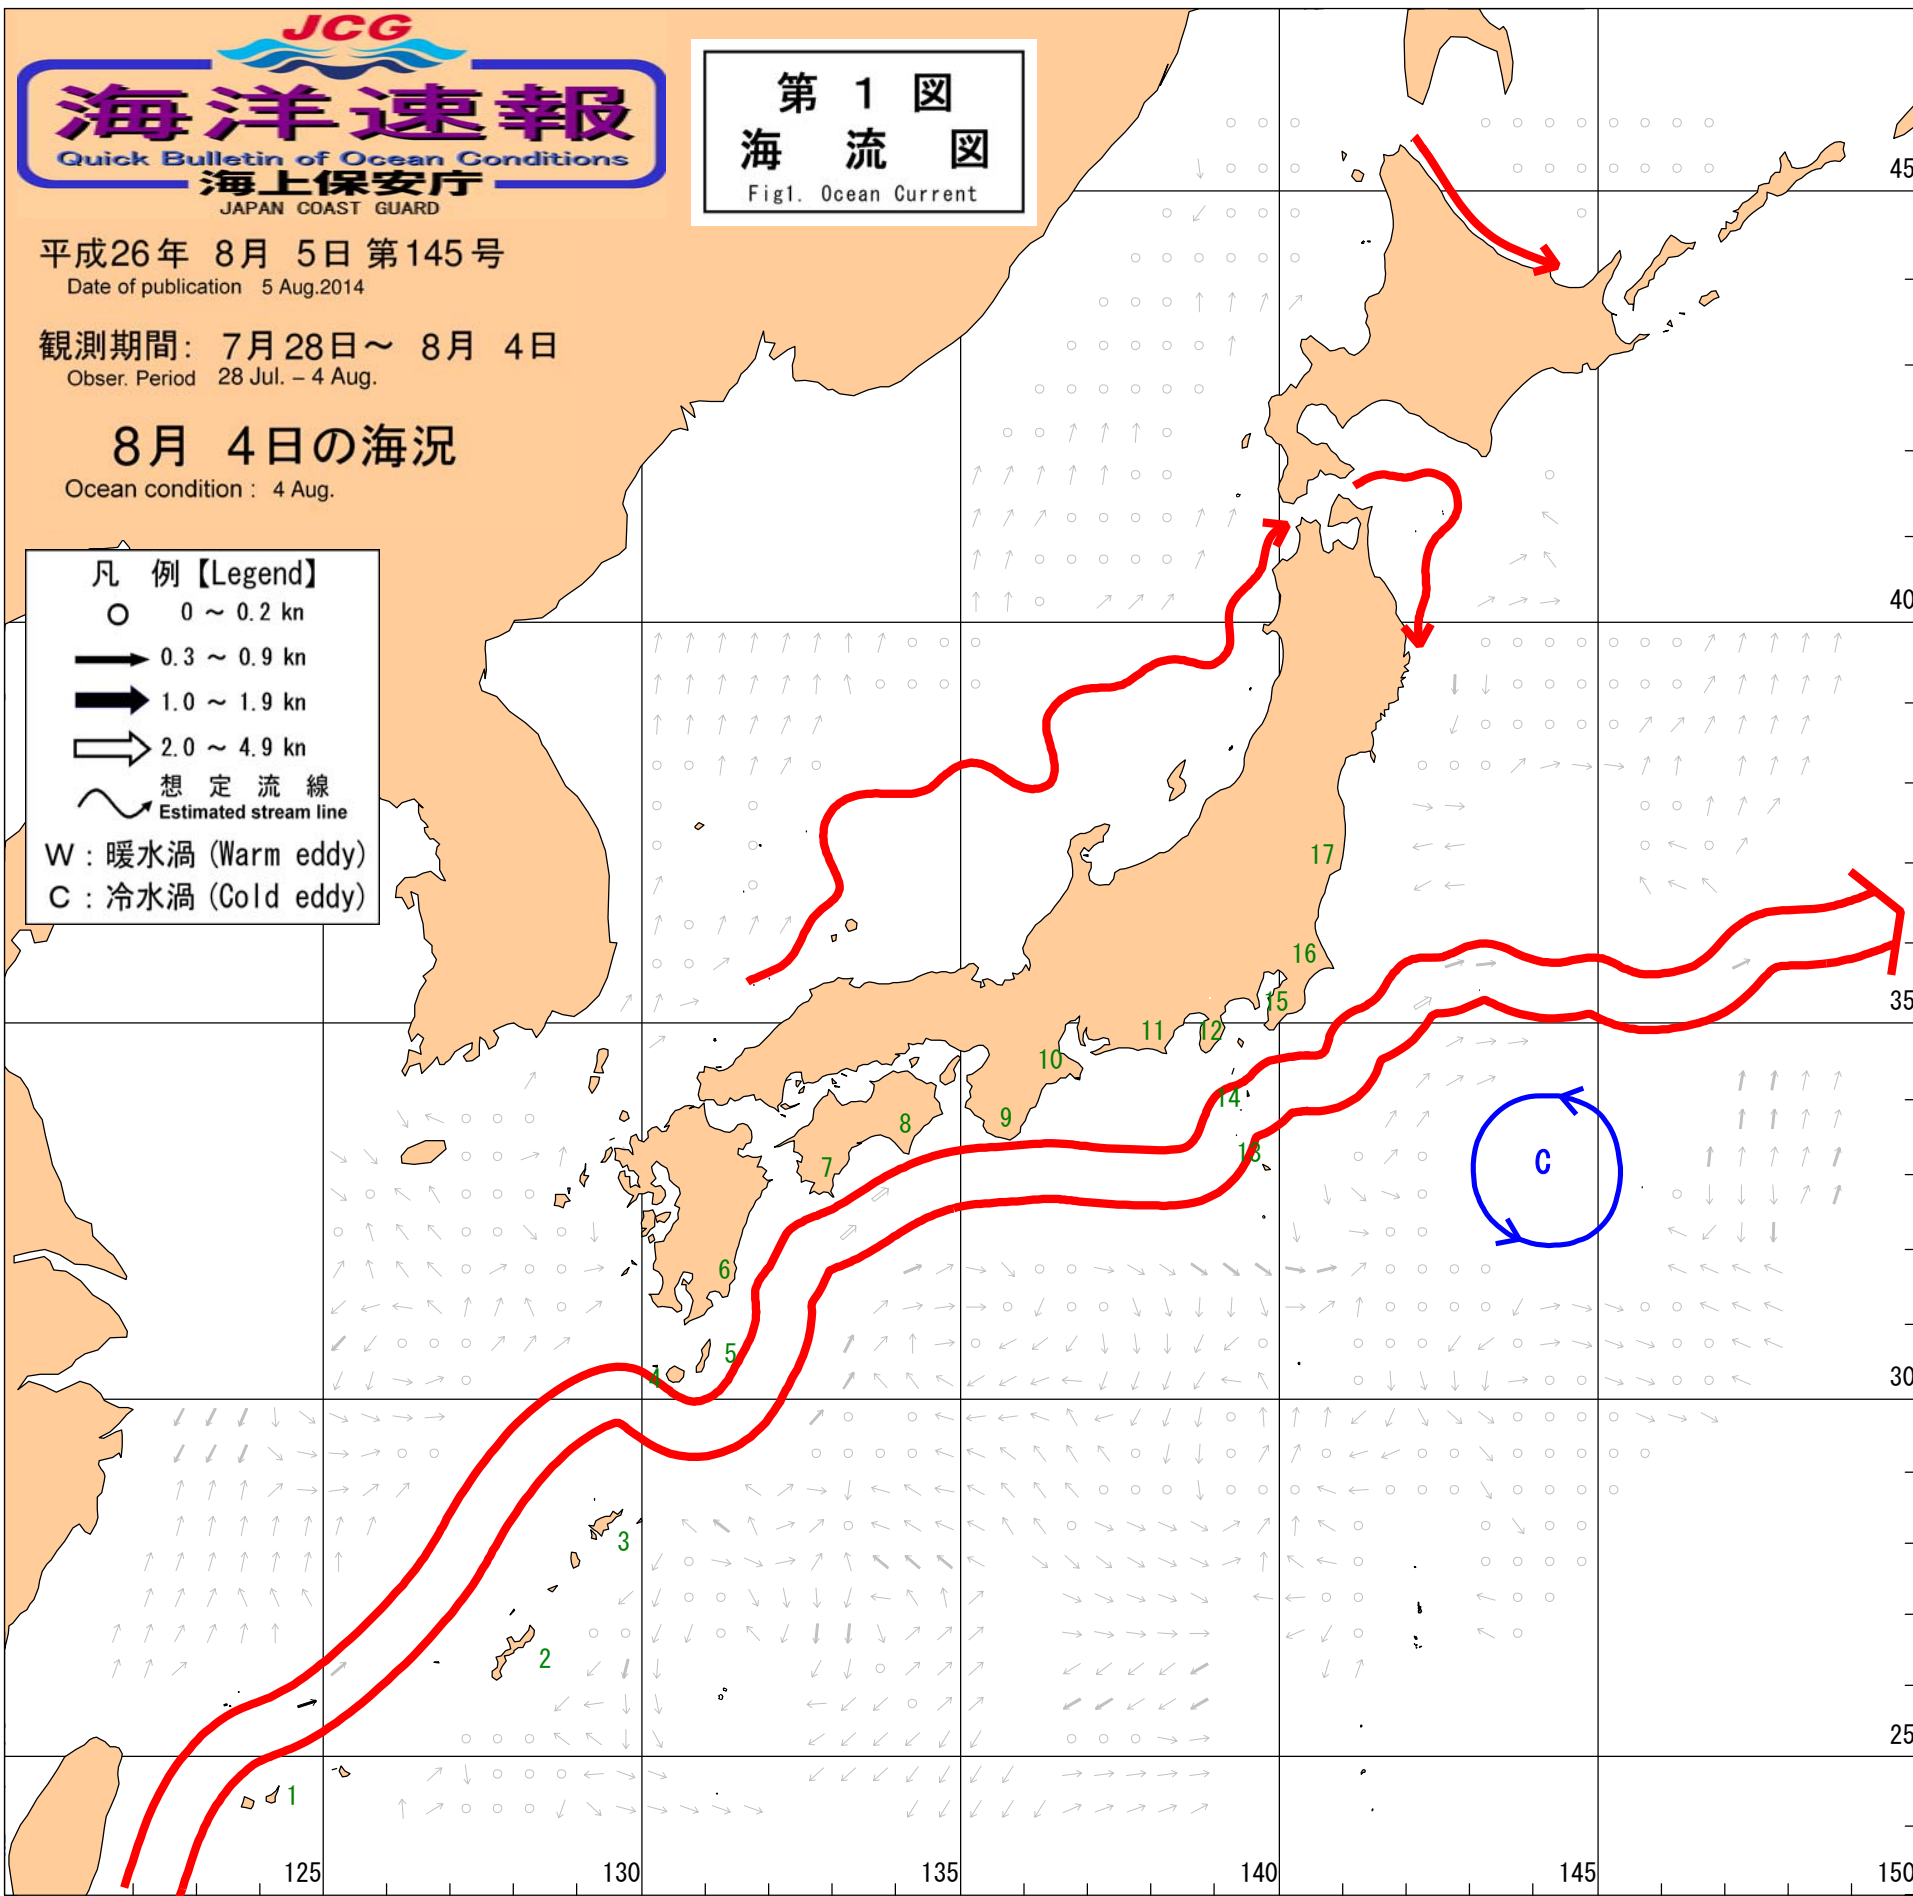 JCG
海洋速報
Quick Bulletin of Ocean Conditions
海上保安庁
JAPAN COAST GUARD
平成26年 8月 5日 第145号
Date of publication 5 Aug.2014
観測期間: 7月28日～ 8月 4日
Obser. Period 28 Jul. – 4 Aug.
8月 4日の海況
Ocean condition : 4 Aug.
第 1 図
海 流 図
Fig1. Ocean Current
凡 例【Legend】
0 ～ 0.2 kn
0.3 ～ 0.9 kn
1.0 ～ 1.9 kn
2.0 ～ 4.9 kn
想 定 流 線
Estimated stream line
W : 暖水渦 (Warm eddy)
C : 冷水渦 (Cold eddy)
45
40
17
16
35
15
11
12
10
14
9
8
13
C
7
6
5
4
30
3
2
25
1
125
130
135
140
145
150